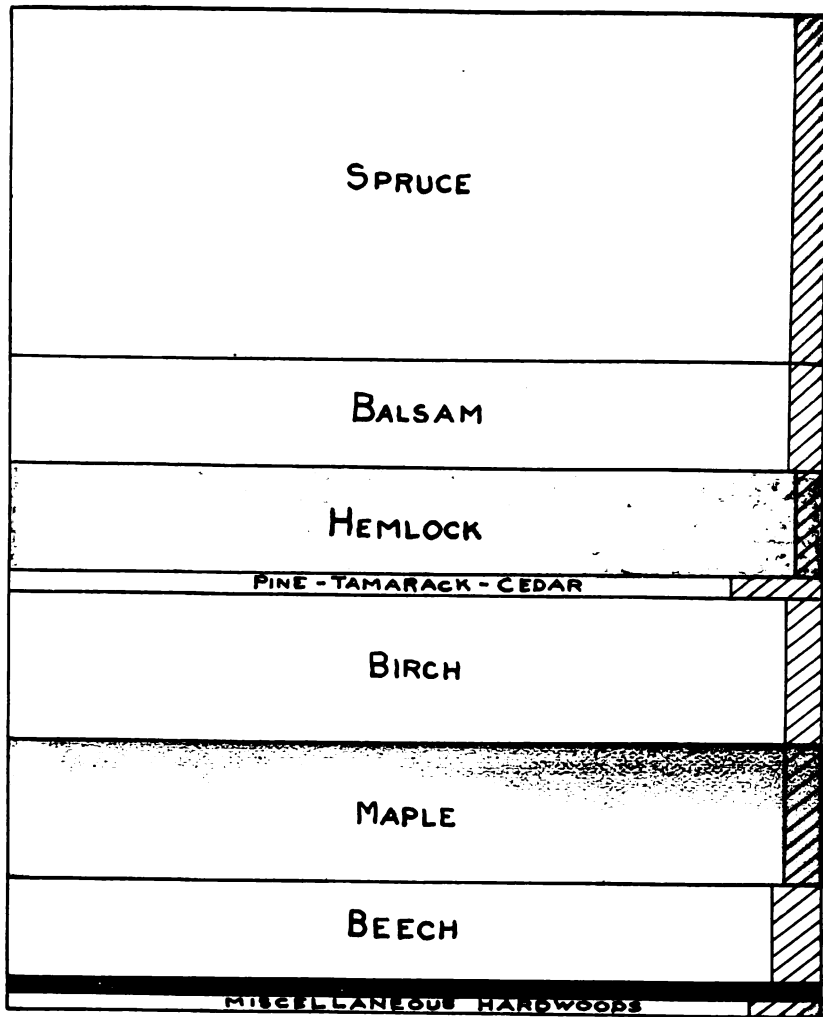 SPRUCE
BALSAM
HEMLOCK
PINE - TAMARACK - CEDAR
BIRCH
MAPLE
BEECH
MISCELLANEOUS HARDWOODS